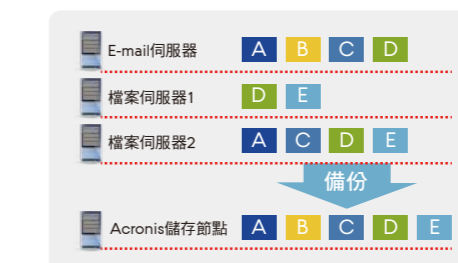 E-mail伺服器 A B C D
檔案伺服器1 D E
檔案伺服器2 A C D E
備份
Acronis儲存節點 A B C D E